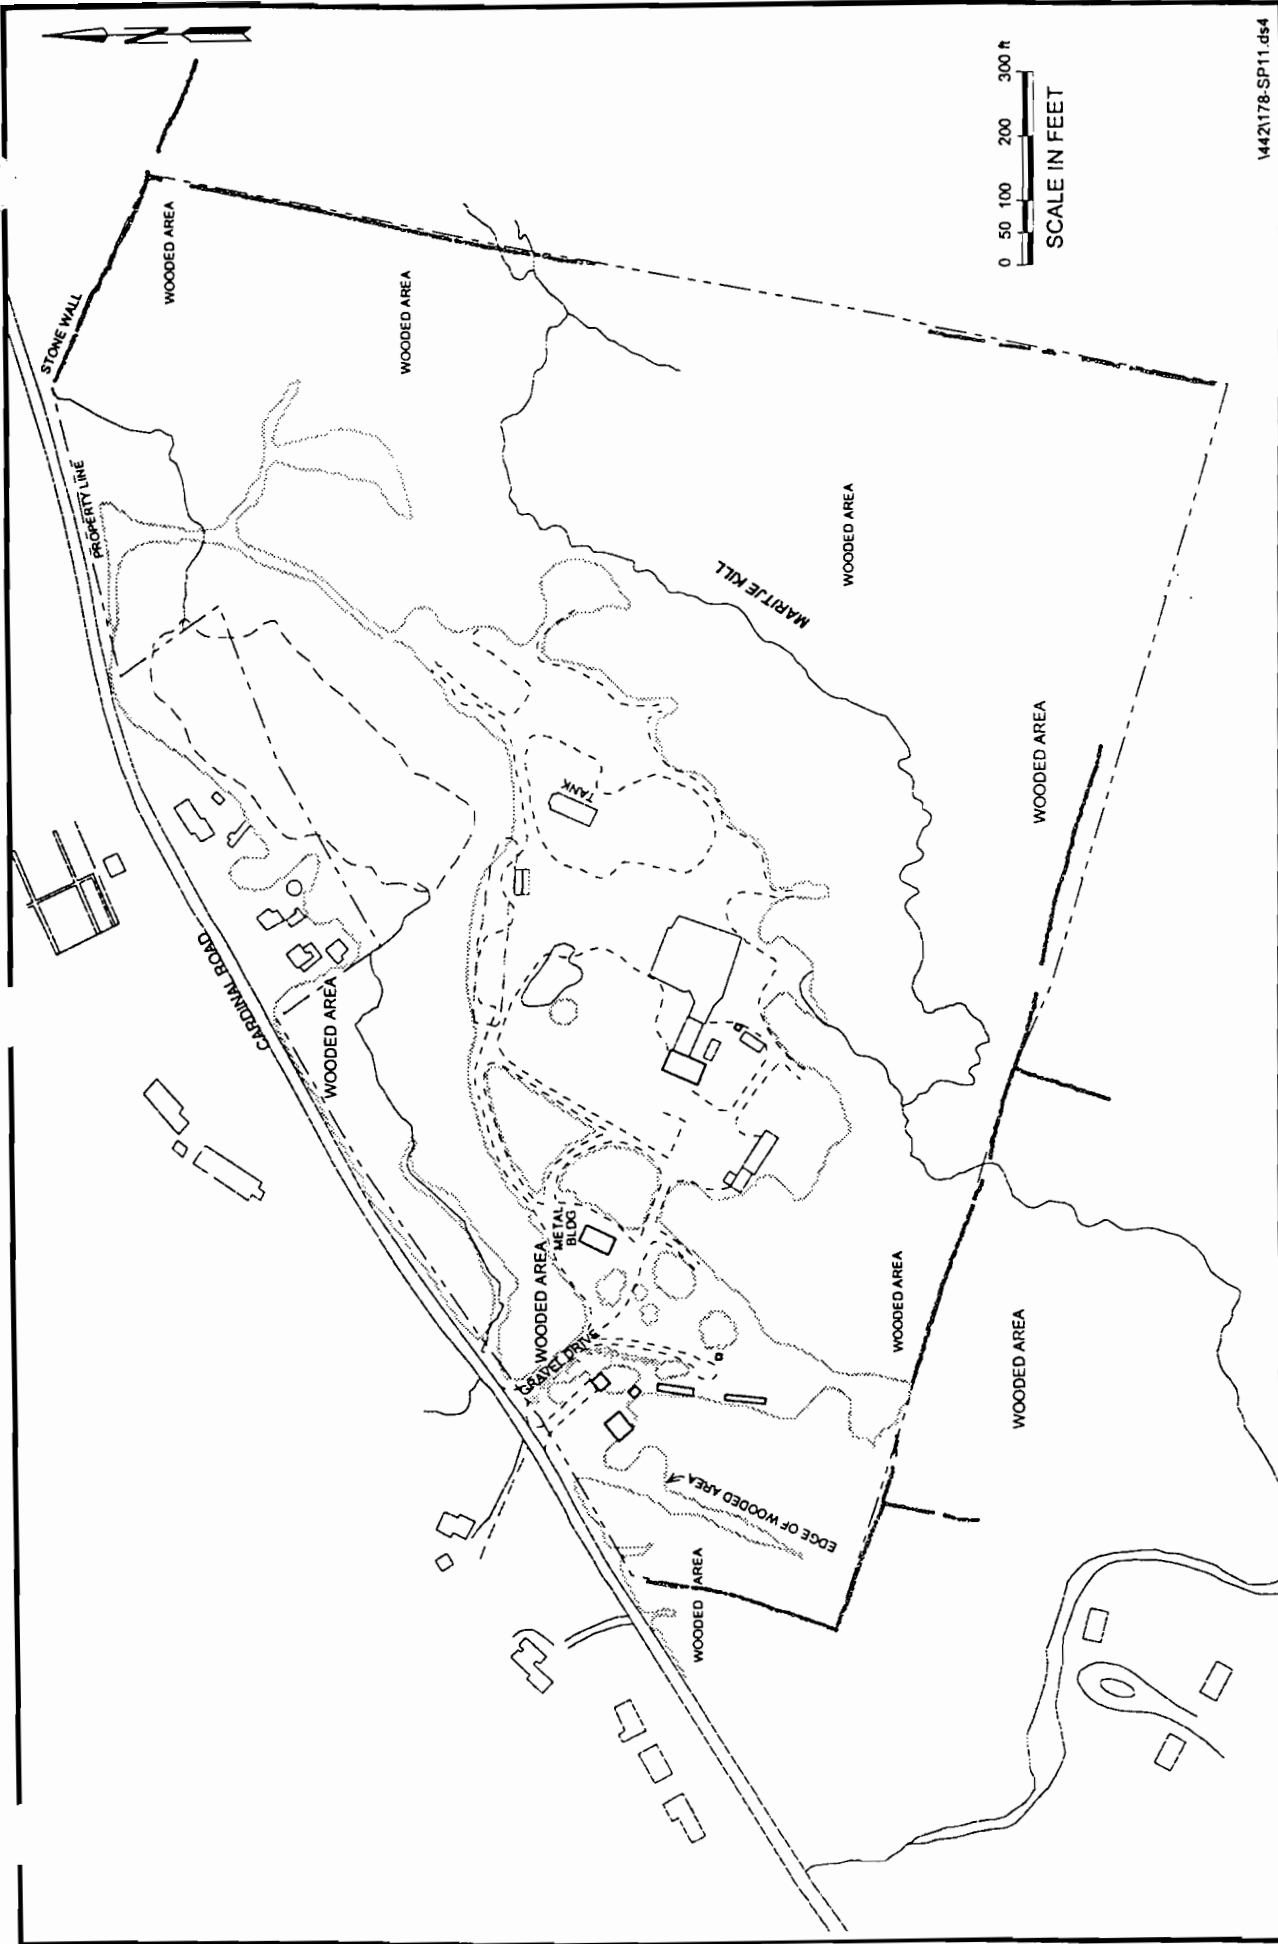 N
STONE WALL
WOODED AREA
WOODED AREA
PROPERTY LINE
0 50 100 200 300 ft
SCALE IN FEET
\442\178-SP11.ds4
WOODED AREA
MARITJE KILL
TANK
WOODED AREA
CARDINAL ROAD
WOODED AREA
METAL
BLDG
WOODED AREA
GRAVEL DRIVE
WOODED AREA
WOODED AREA
EDGE OF WOODED AREA
WOODED AREA